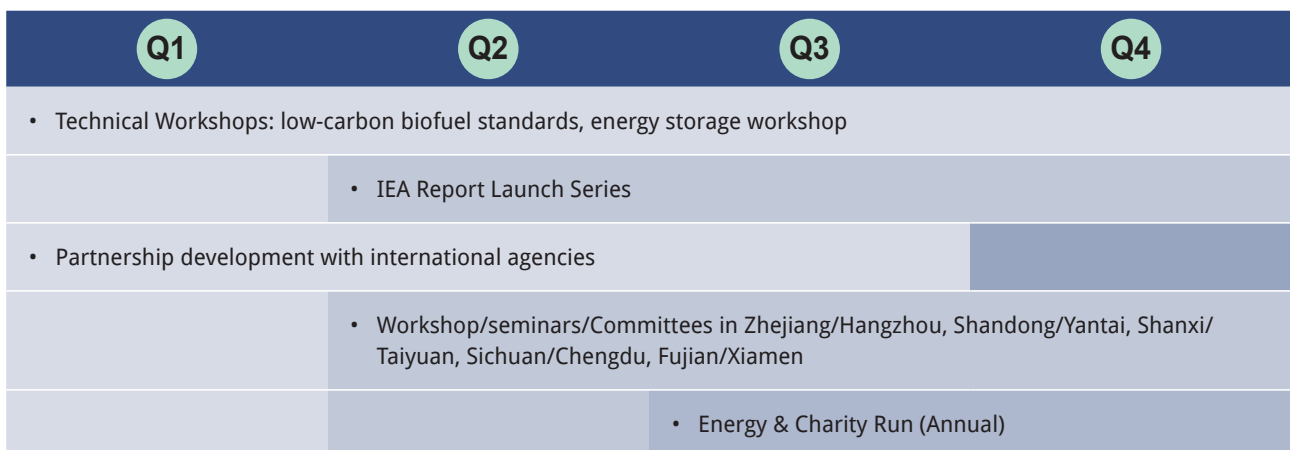 Q1 Q2 Q3 Q4
• Technical Workshops: low-carbon biofuel standards, energy storage workshop
• IEA Report Launch Series
• Partnership development with international agencies
• Workshop/seminars/Committees in Zhejiang/Hangzhou, Shandong/Yantai, Shanxi/
Taiyuan, Sichuan/Chengdu, Fujian/Xiamen
• Energy & Charity Run (Annual)